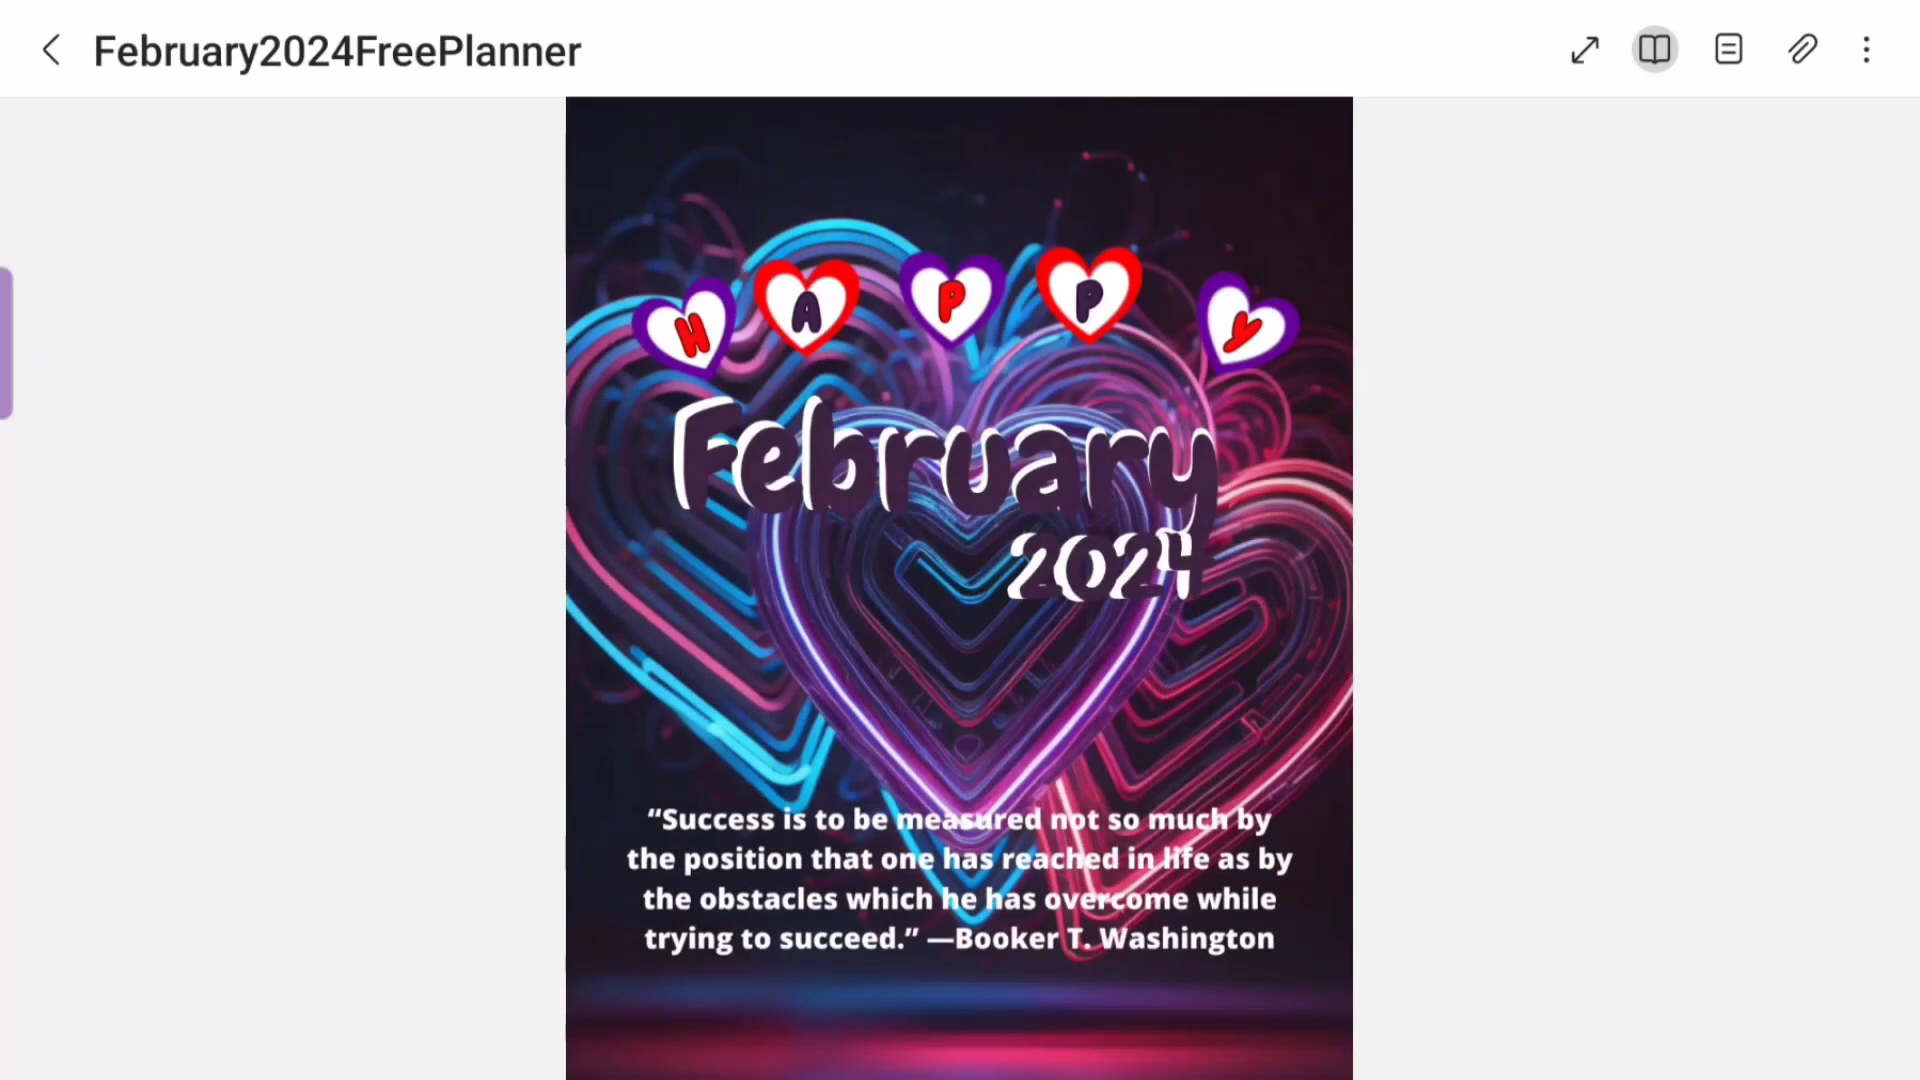 February2024FreePlanner
HAPPY
February
2024
“Success is to be measured not so much by
the position that one has reached in life as by
the obstacles which he has overcome while
trying to succeed.” —Booker T. Washington